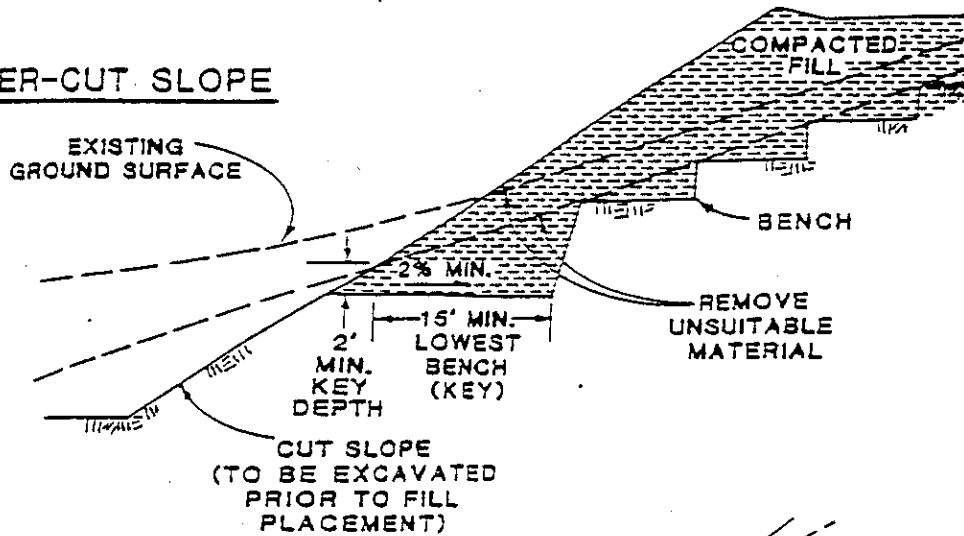 ER-CUT SLOPE
COMPACTED
FILL
EXISTING
GROUND SURFACE
BENCH
2% MIN.
REMOVE
UNSUITABLE
MATERIAL
15' MIN.
LOWEST
BENCH
(KEY)
2'
MIN.
KEY
DEPTH
CUT SLOPE
(TO BE EXCAVATED
PRIOR TO FILL
PLACEMENT)